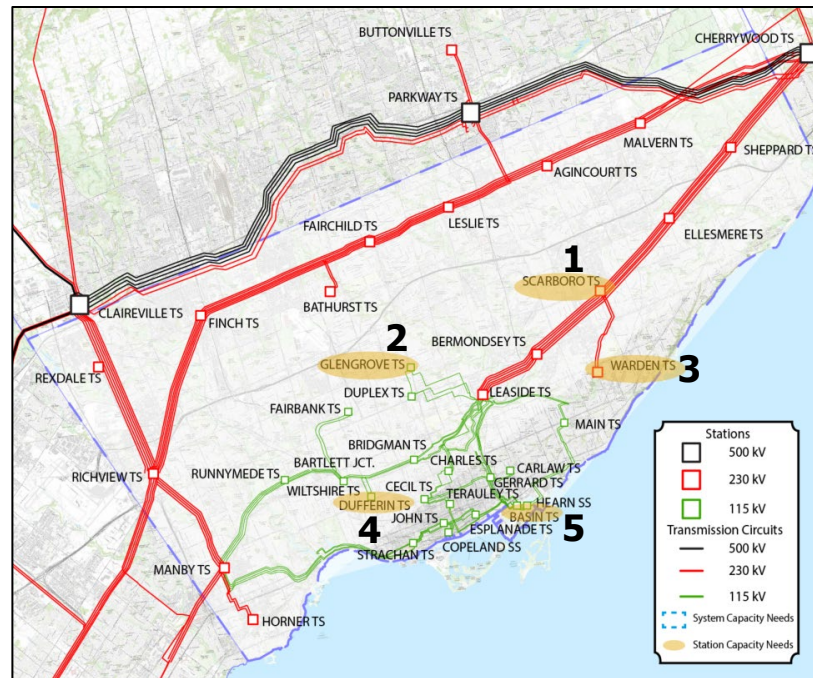 BUTTONVILLE TS
CHERRYWOOD TS
PARKWAY TS
MALVERN TS
SHEPPARD TS
AGINCOURT TS
FAIRCHILD TS
LESLIE TS
ELLESMERE TS
1
SCARBORO TS
CLAIREVILLE TS
FINCH TS
BATHURST TS
2
BERMONDSEY TS
GLENGROVE TS
WARDEN TS
3
REXDALE TS
DUPLEX TS
LEASIDE TS
FAIRBANK TS
MAIN TS
BRIDGMAN TS
RICHVIEW TS
RUNNYMEDE TS
BARTLETT JCT.
CHARLES TS
CARLAW TS
WILTSHIRE TS
CECIL TS
GERRARD TS
DUFFERIN TS
TERAULEY TS
HEARN SS
4
JOHN TS
BASIN TS
5
ESPLANADE TS
STRACHAN TS
COPELAND SS
MANBY TS
HORNER TS
Stations
500 kV
230 kV
115 kV
Transmission Circuits
500 kV
230 kV
115 kV
System Capacity Needs
Station Capacity Needs